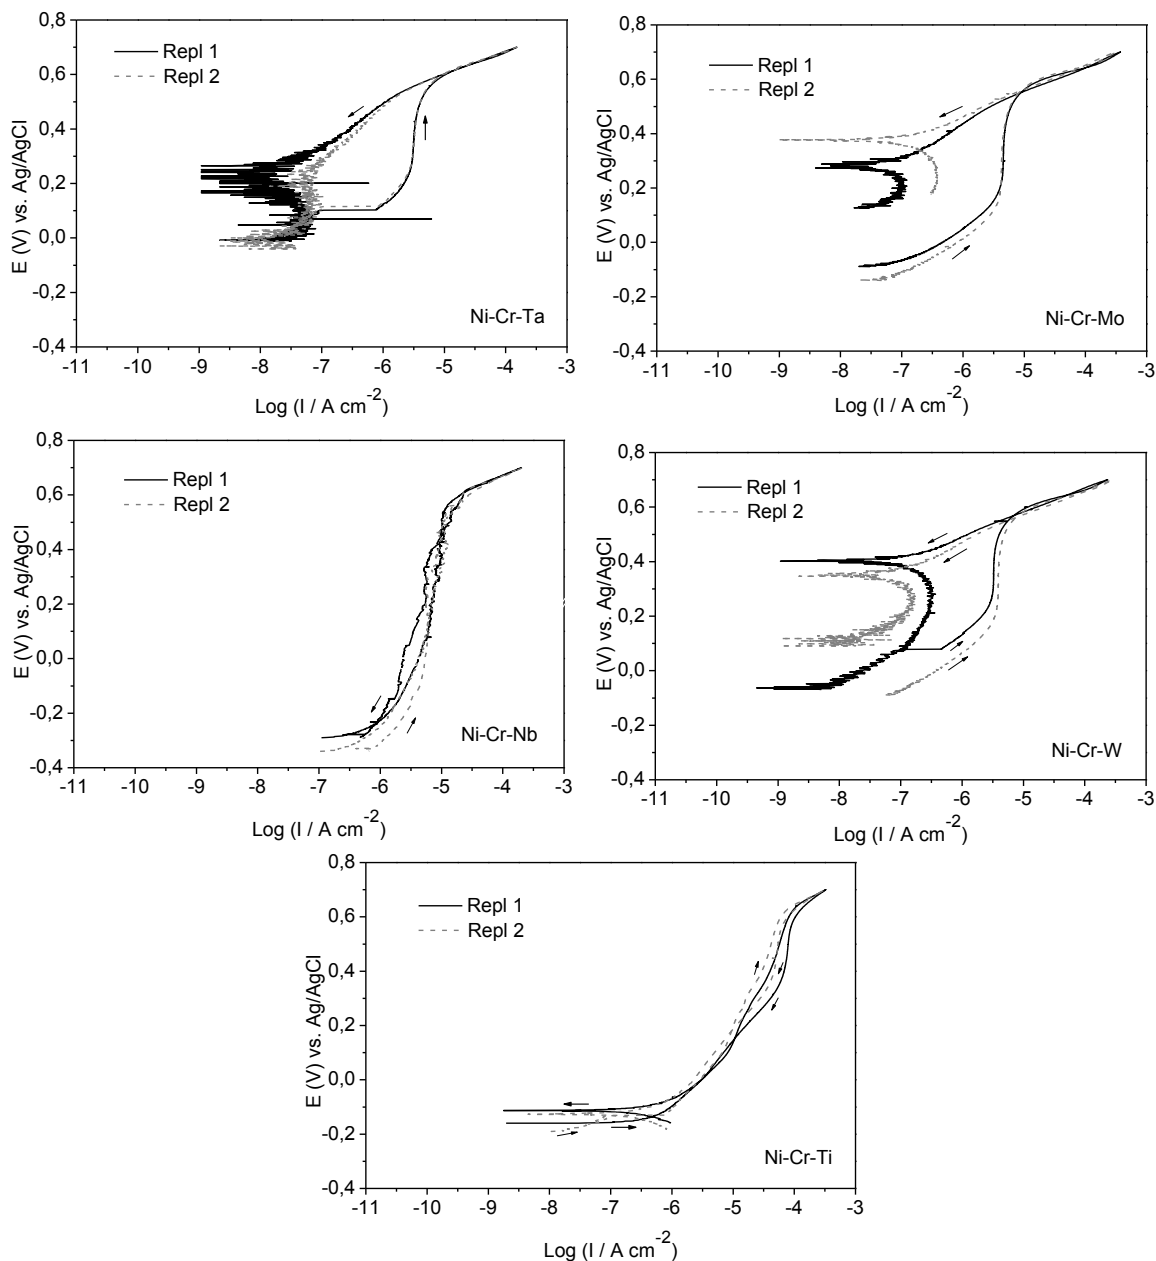 0,8
0,6
0,4
0,2
0,0
-0,2
-0,4
E (V) vs. Ag/AgCl
Repl 1
Repl 2
Ni-Cr-Ta
-11 -10 -9 -8 -7 -6 -5 -4 -3
Log (I / A cm-2)
0,8
0,6
0,4
0,2
0,0
-0,2
-0,4
E (V) vs. Ag/AgCl
Repl 1
Repl 2
Ni-Cr-Mo
-11 -10 -9 -8 -7 -6 -5 -4 -3
Log (I / A cm-2)
0,8
0,6
0,4
0,2
0,0
-0,2
-0,4
E (V) vs. Ag/AgCl
Repl 1
Repl 2
Ni-Cr-Nb
-11 -10 -9 -8 -7 -6 -5 -4 -3
Log (I / A cm-2)
0,8
0,6
0,4
0,2
0,0
-0,2
-0,4
E (V) vs. Ag/AgCl
Repl 1
Repl 2
Ni-Cr-W
-11 -10 -9 -8 -7 -6 -5 -4 -3
Log (I / A cm-2)
0,8
0,6
0,4
0,2
0,0
-0,2
-0,4
E (V) vs. Ag/AgCl
Repl 1
Repl 2
Ni-Cr-Ti
-11 -10 -9 -8 -7 -6 -5 -4 -3
Log (I / A cm-2)